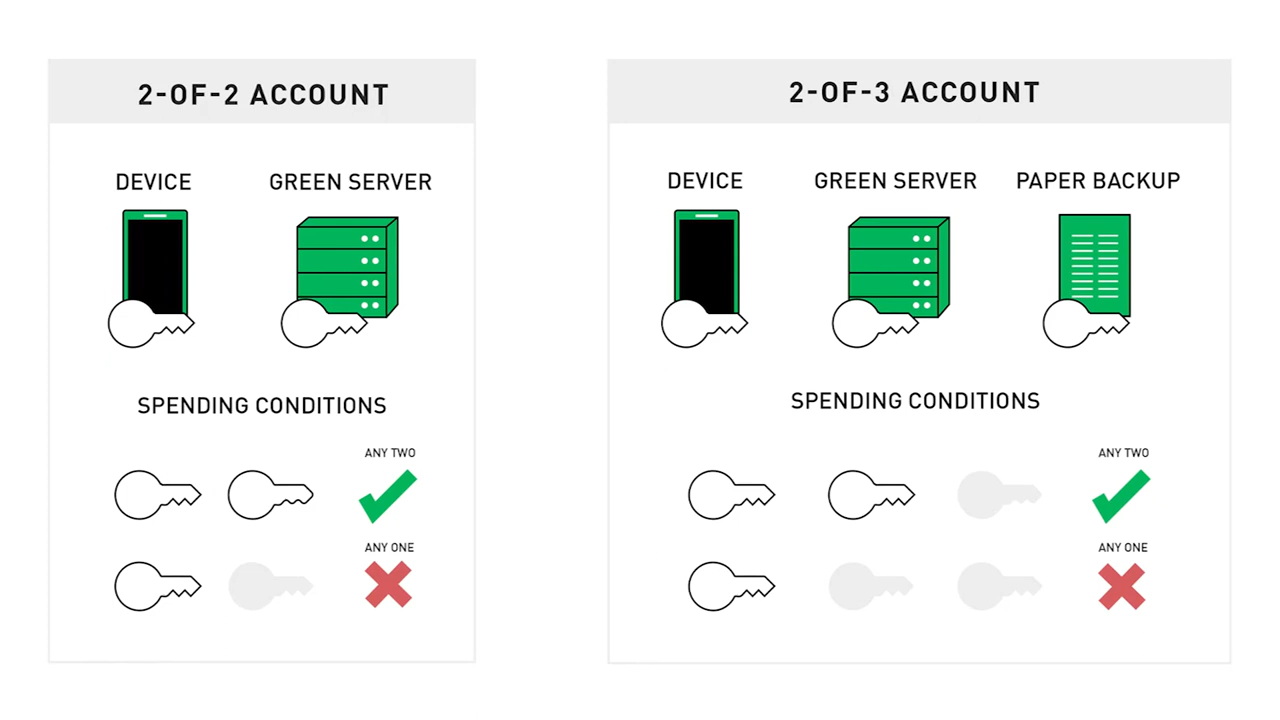 2-OF-2 ACCOUNT
DEVICE
GREEN SERVER
SPENDING CONDITIONS
ANY TWO
ANY ONE
2-OF-3 ACCOUNT
DEVICE
GREEN SERVER
PAPER BACKUP
SPENDING CONDITIONS
ANY TWO
ANY ONE